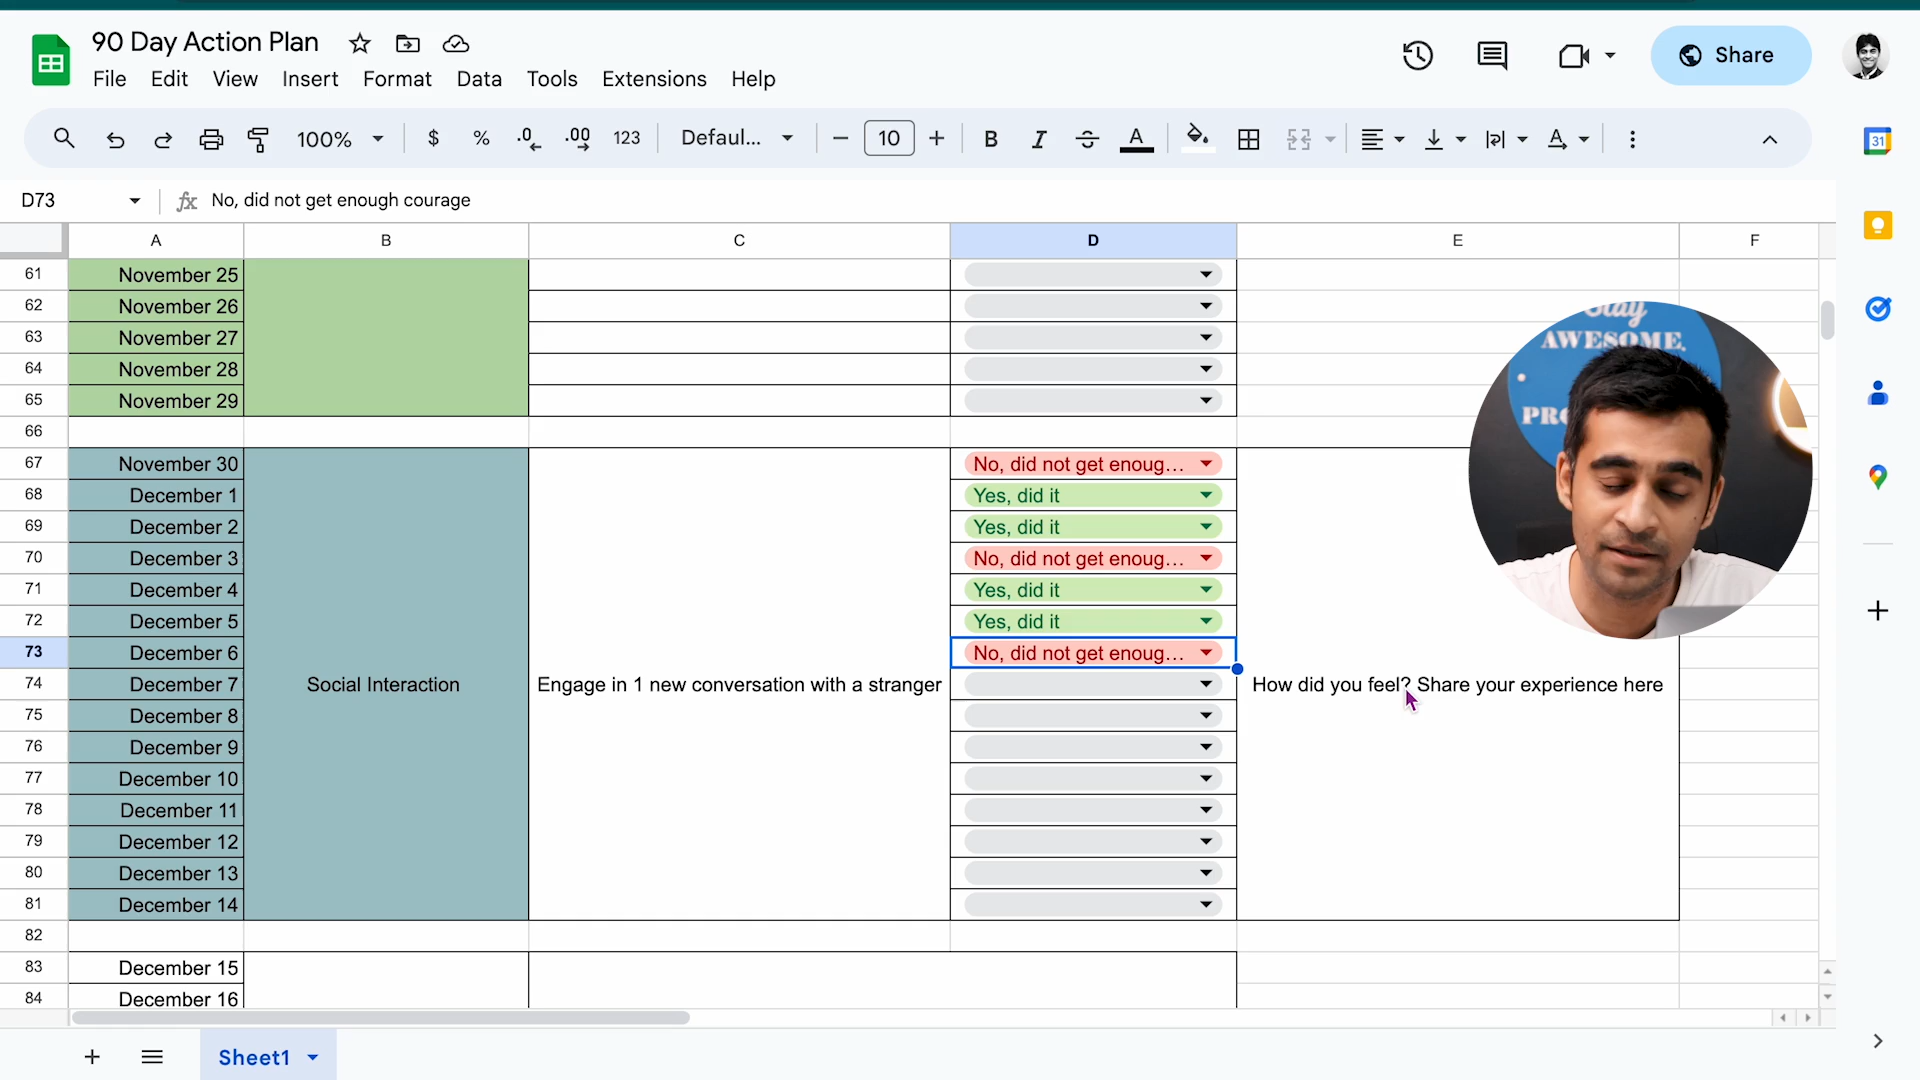 90 Day Action Plan
File Edit View Insert Format Data Tools Extensions Help
Share
100% $ % .0 .00 123 Defaul... 10 B I A A
31
D73 fx No, did not get enough courage
A B C D E F
61 November 25
62 November 26
63 November 27
64 November 28
65 November 29
66
67 November 30 No, did not get enoug...
68 December 1 Yes, did it
69 December 2 Yes, did it
70 December 3 No, did not get enoug...
71 December 4 Yes, did it
72 December 5 Yes, did it
73 December 6 No, did not get enoug...
74 December 7 Social Interaction Engage in 1 new conversation with a stranger How did you feel? Share your experience here
75 December 8
76 December 9
77 December 10
78 December 11
79 December 12
80 December 13
81 December 14
82
83 December 15
84 December 16
Stay
AWESOME.
Sheet1